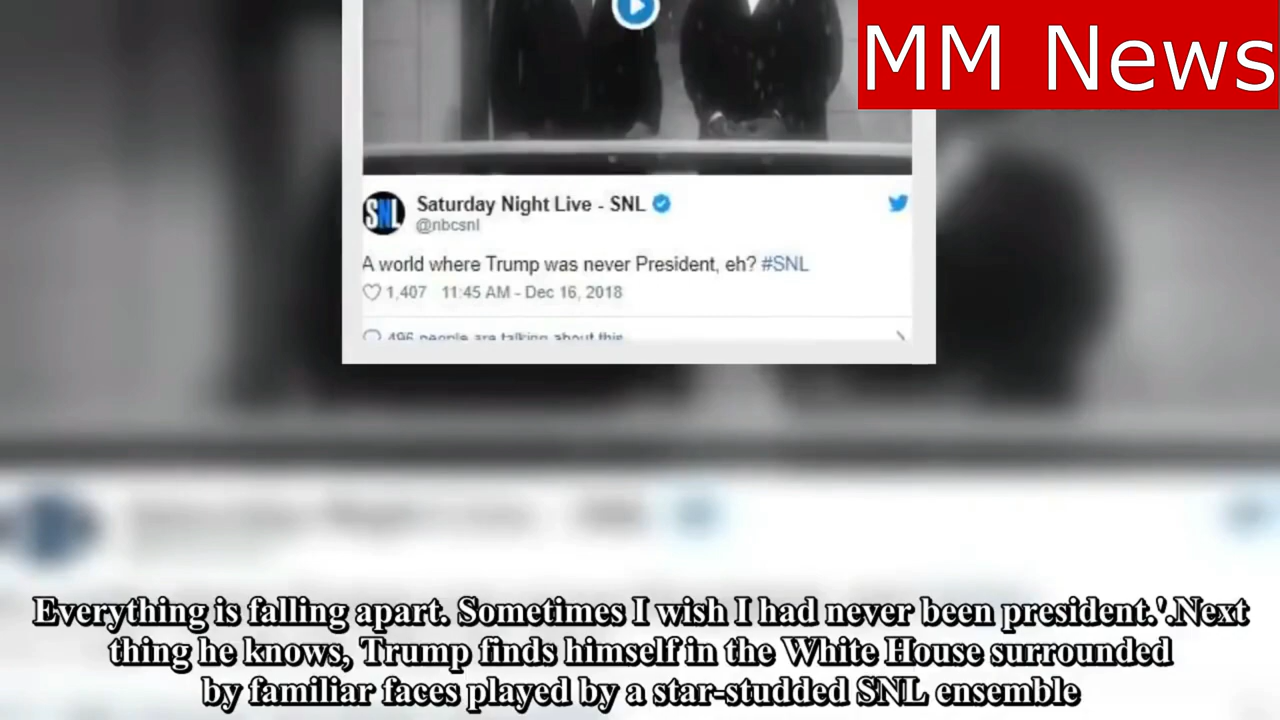 MM News
SNL
Saturday Night Live - SNL
@nbcsnl
A world where Trump was never President, eh? #SNL
1,407 11:45 AM - Dec 16, 2018
496 people are talking about this
Everything is falling apart. Sometimes I wish I had never been president.'.Next
thing he knows, Trump finds himself in the White House surrounded
by familiar faces played by a star-studded SNL ensemble